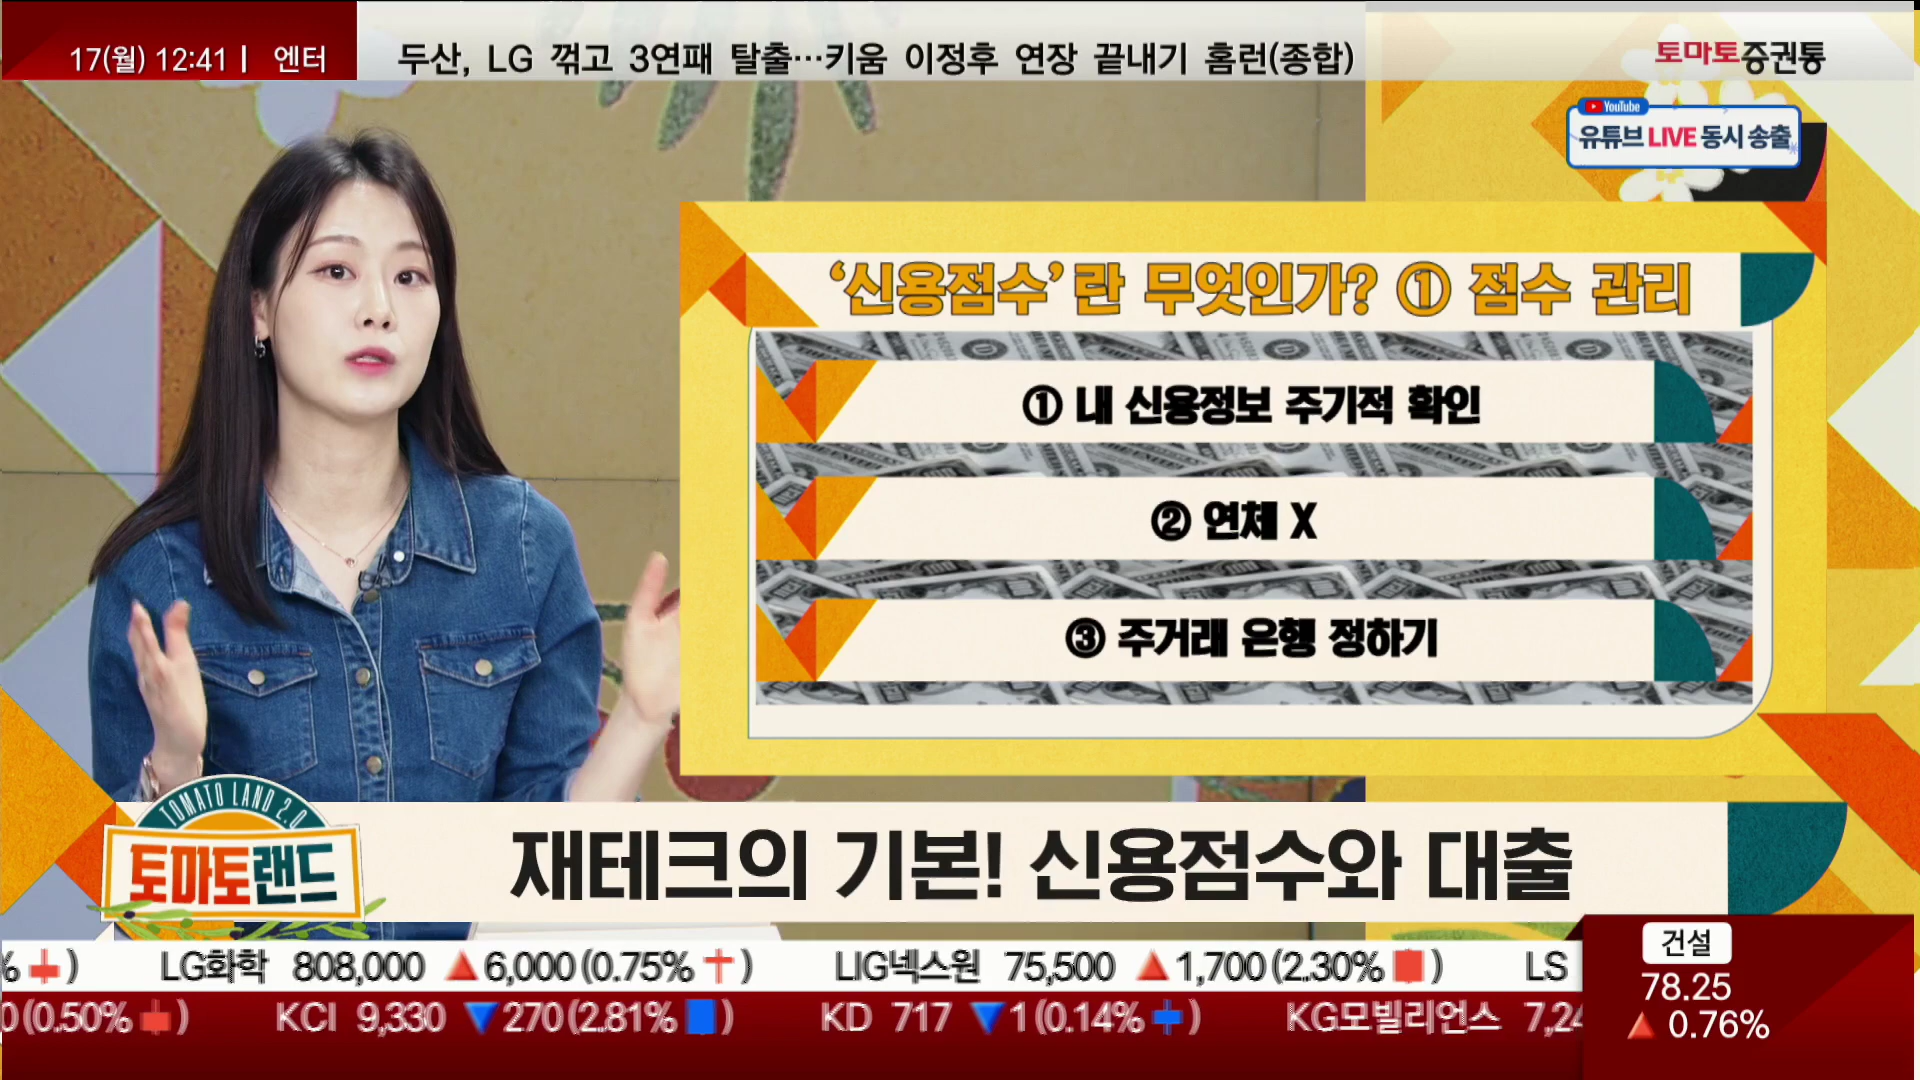 17(월) 12:41 | 엔터
두산, LG 꺾고 3연패 탈출…키움 이정후 연장 끝내기 홈런(종합)
토마토증권통
YouTube
유튜브 LIVE 동시 송출
‘신용점수’란 무엇인가? ① 점수 관리
① 내 신용정보 주기적 확인
② 연체 X
③ 주거래 은행 정하기
TOMATO LAND 2.0
토마토랜드
재테크의 기본! 신용점수와 대출
% ) LG화학 808,000 ▲6,000(0.75% ) LIG넥스원 75,500 ▲1,700(2.30% ) LS
0(0.50% ) KCI 9,330 ▼270(2.81% ) KD 717 ▼1(0.14% ) KG모빌리언스 7,24
건설
78.25
▲ 0.76%